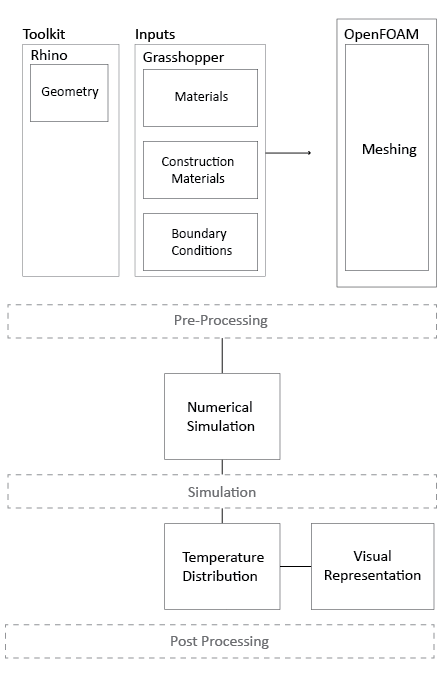 Toolkit
Rhino
Geometry
Inputs
Grasshopper
Materials
Construction
Materials
Boundary
Conditions
OpenFOAM
Meshing
Pre-Processing
Numerical
Simulation
Simulation
Temperature
Distribution
Visual
Representation
Post Processing